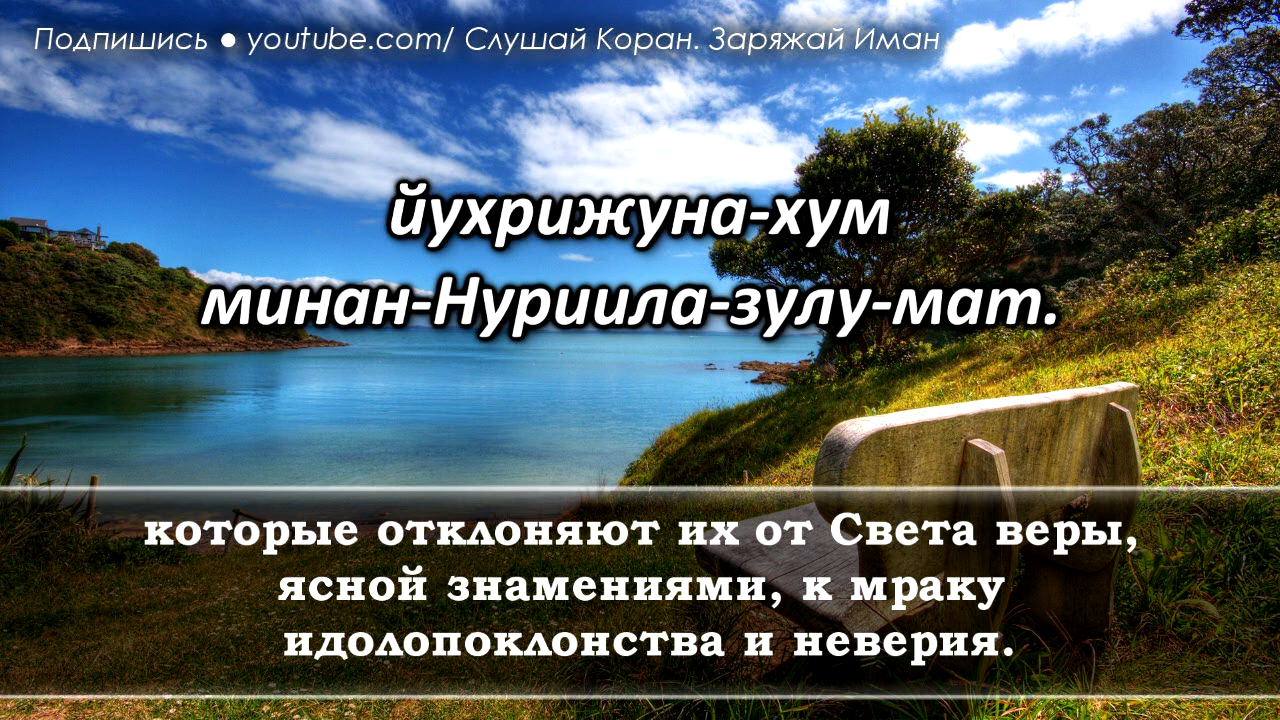 Подпишись ● youtube.com/ Слушай Коран. Заряжай Иман
йухрижуна-хум
минан-Нуриила-зулу-мат.
которые отклоняют их от Света веры,
ясной знамениями, к мраку
идолопоклонства и неверия.